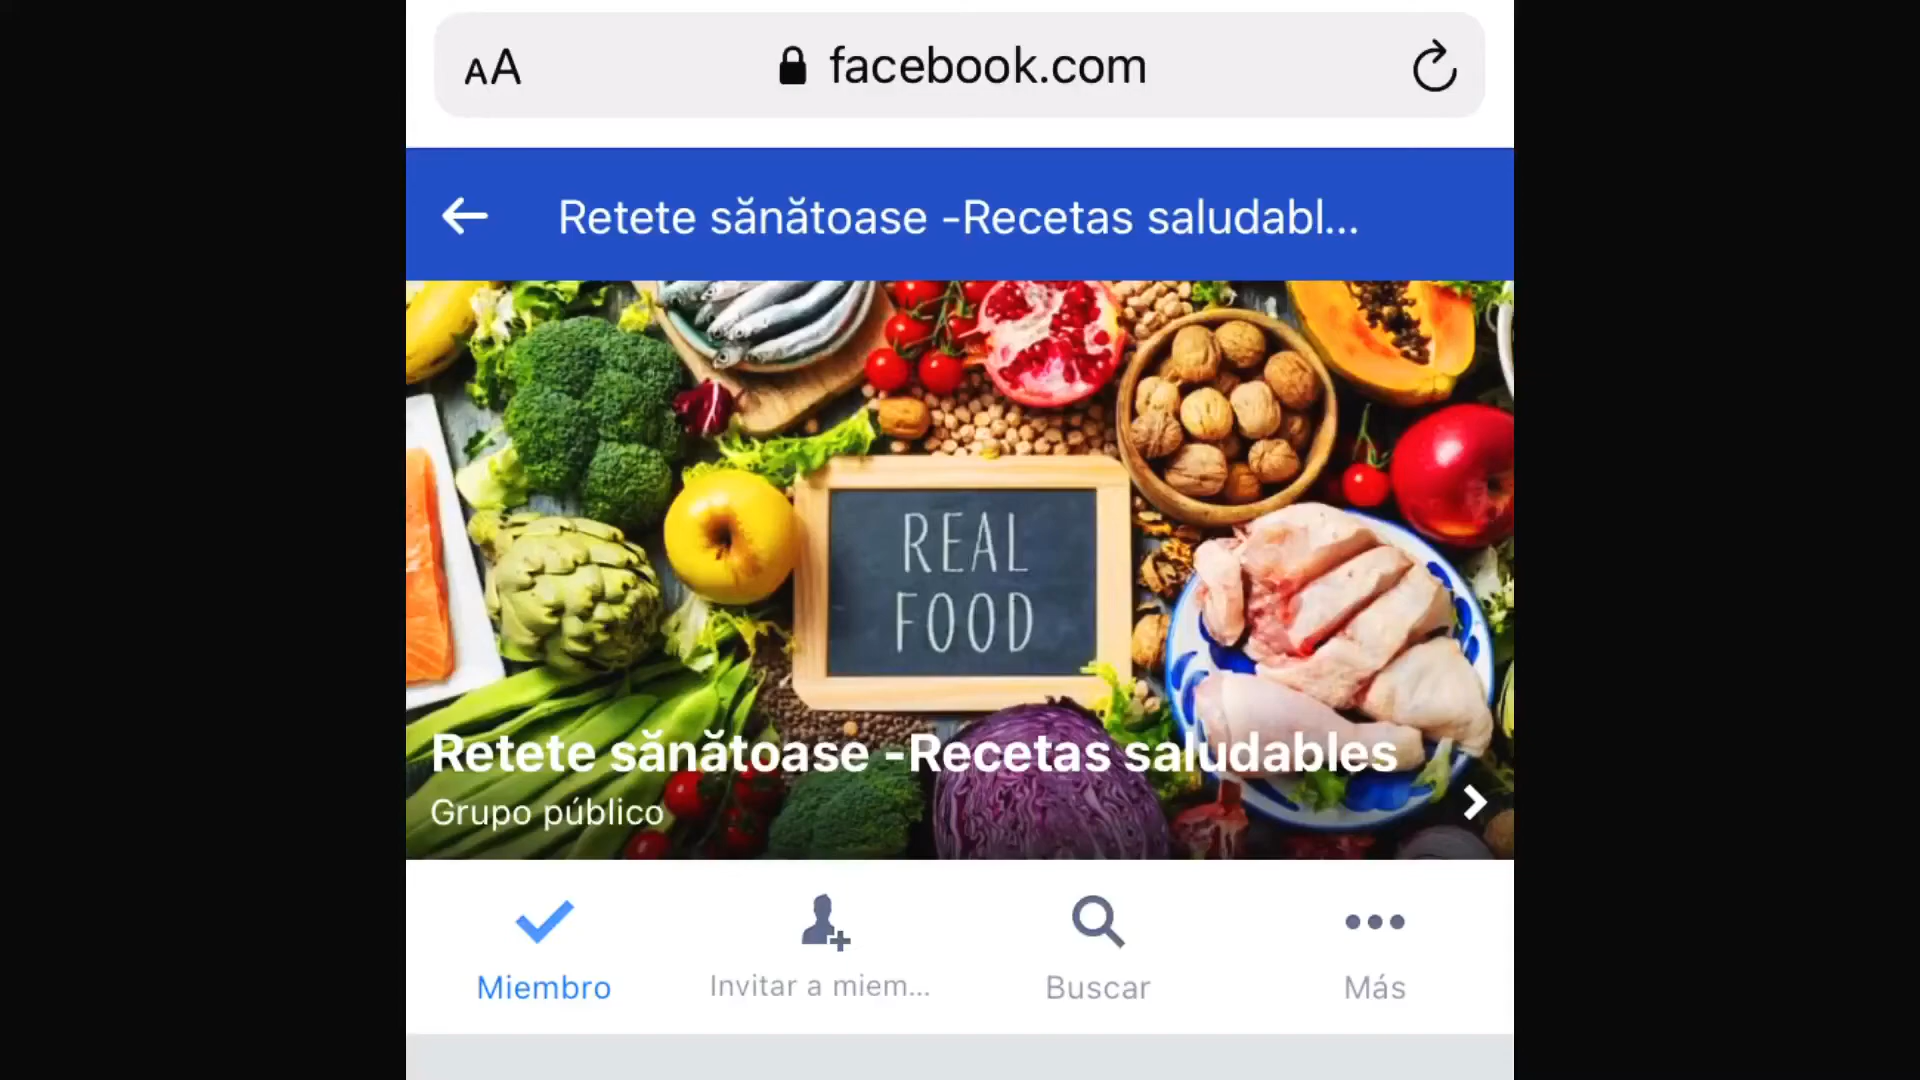 AA facebook.com
Retete sănătoase -Recetas saludabl...
REAL
FOOD
Retete sănătoase -Recetas saludables
Grupo público
Miembro Invitar a miem... Buscar Más